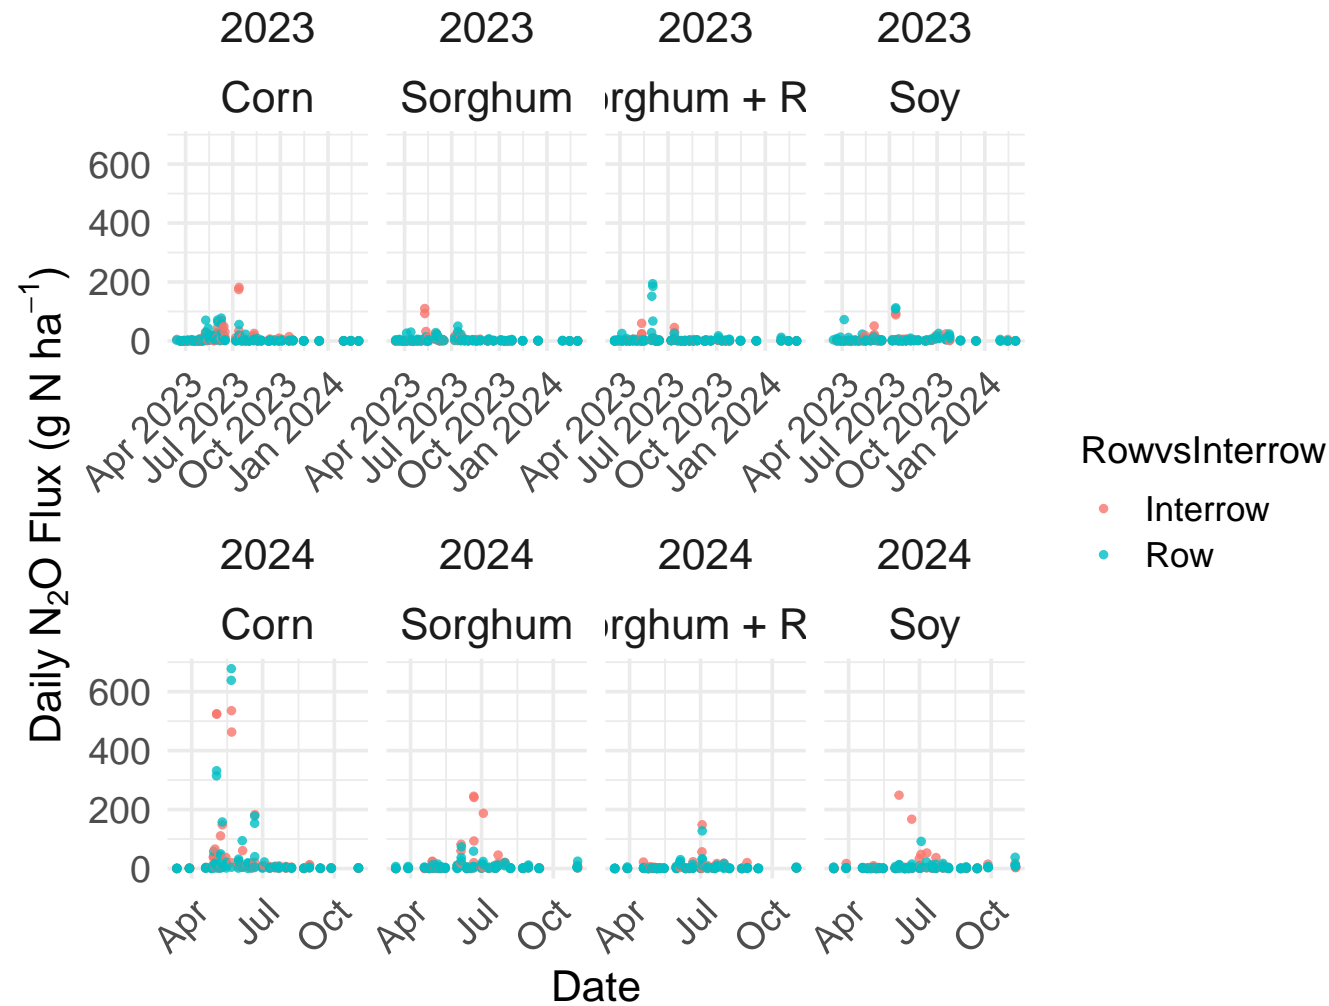 2023 2023 2023 2023
Corn Sorghum orghum + R Soy
600
400
200
0
Apr 2023 Jul 2023 Oct 2023 Jan 2024 Apr 2023 Jul 2023 Oct 2023 Jan 2024 Apr 2023 Jul 2023 Oct 2023 Jan 2024 Apr 2023 Jul 2023 Oct 2023 Jan 2024
Daily N₂O Flux (g N ha⁻¹)
RowvsInterrow
Interrow
Row
2024 2024 2024 2024
Corn Sorghum orghum + R Soy
600
400
200
0
Apr Jul Oct Apr Jul Oct Apr Jul Oct Apr Jul Oct
Date